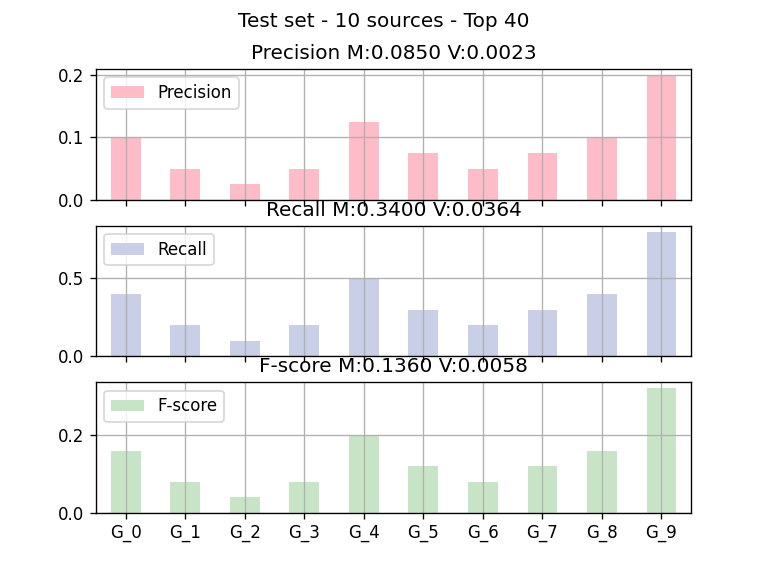 Test set - 10 sources - Top 40
Precision M:0.0850 V:0.0023
0.2
0.1
0.0
Precision
Recall M:0.3400 V:0.0364
0.5
0.0
Recall
F-score M:0.1360 V:0.0058
0.2
0.0
F-score
G_0 G_1 G_2 G_3 G_4 G_5 G_6 G_7 G_8 G_9